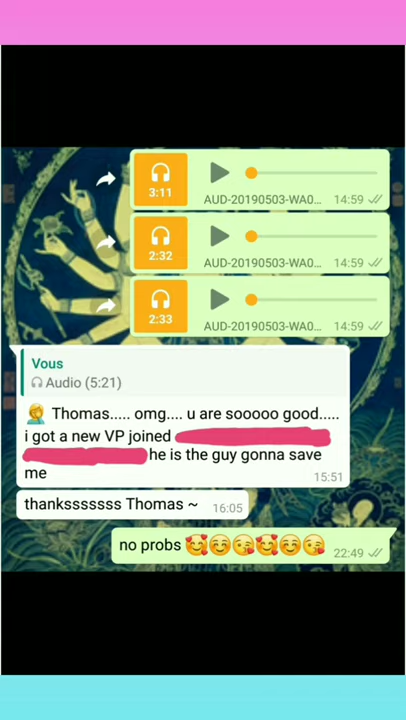 3:11
AUD-20190503-WA0... 14:59
2:32
AUD-20190503-WA0... 14:59
2:33
AUD-20190503-WA0... 14:59
Vous
Audio (5:21)
Thomas..... omg.... u are sooooo good.....
i got a new VP joined
he is the guy gonna save
me
15:51
thanksssssss Thomas ~ 16:05
no probs 🥰☺️😘🥰☺️😘 22:49